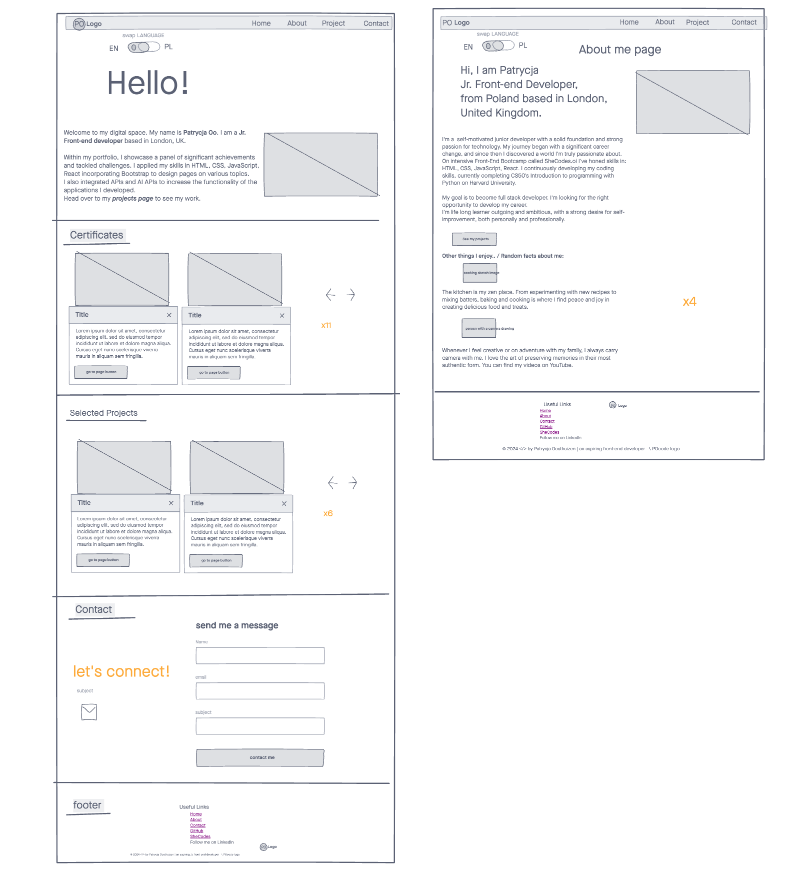 PO Logo
Home About Project Contact
swap LANGUAGE
EN PL
Hello!
Welcome to my digital space. My name is Patrycja Oo. I am a Jr.
Front-end developer based in London, UK.
Within my portfolio, I showcase a panel of significant achievements
and tackled challenges. I applied my skills in HTML, CSS, JavaScript,
React incorporating Bootstrap to design pages on various topics.
I also integrated APIs and AI APIs to increase the functionality of the
applications I developed.
Head over to my projects page to see my work.
Certificates
Title ×
Lorem ipsum dolor sit amet, consectetur adipiscing elit,
sed do eiusmod tempor
incididunt ut labore et dolore magna aliqua.
Cursus eget nunc scelerisque viverra
mauris in aliquam sem fringilla.
go to page button
Title ×
Lorem ipsum dolor sit amet, consectetur
adipiscing elit, sed do eiusmod tempor
incididunt ut labore et dolore magna aliqua.
Cursus eget nunc scelerisque viverra
mauris in aliquam sem fringilla.
go to page button
x11
Selected Projects
Title ×
Lorem ipsum dolor sit amet, consectetur
adipiscing elit, sed do eiusmod tempor
incididunt ut labore et dolore magna aliqua.
Cursus eget nunc scelerisque viverra
mauris in aliquam sem fringilla.
go to page button
Title ×
Lorem ipsum dolor sit amet, consectetur
adipiscing elit, sed do eiusmod tempor
incididunt ut labore et dolore magna aliqua.
Cursus eget nunc scelerisque viverra
mauris in aliquam sem fringilla.
go to page button
x6
Contact
let's connect!
subject
send me a message
Name
email
subject
contact me
footer
Useful Links
Home
About
Contact
GitHub
SheCodes
Follow me on LinkedIn
PO Logo
PO Logo
Home About Project Contact
swap LANGUAGE
EN PL
About me page
Hi, I am Patrycja
Jr. Front-end Developer,
from Poland based in London,
United Kingdom.
I'm a self-motivated junior developer with a solid foundation and strong
passion for technology. My journey began with a significant career
change, and since then I discovered a world I'm truly passionate about.
On intensive Front-End Bootcamp called SheCodes.oi I've honed skills in:
HTML, CSS, JavaScript, React. I continuously developing my coding
skills, currently completing CS50's Introduction to programming with
Python on Harvard University.
My goal is to become full stack developer. I'm looking for the right
opportunity to develop my career.
I'm life long learner outgoing and ambitious, with a strong desire for self-
improvement, both personally and professionally.
see my projects
Other things I enjoy.. / Random facts about me:
The kitchen is my zen place. From experimenting with new recipes to
mixing batters, baking and cooking is where I find peace and joy in
creating delicious food and treats.
Whenever I feel creative or on adventure with my family, I always carry
camera with me. I love the art of preserving memories in their most
authentic form. You can find my videos on YouTube.
x4
Useful Links
Home
About
Contact
GitHub
SheCodes
Follow me on LinkedIn
PO Logo